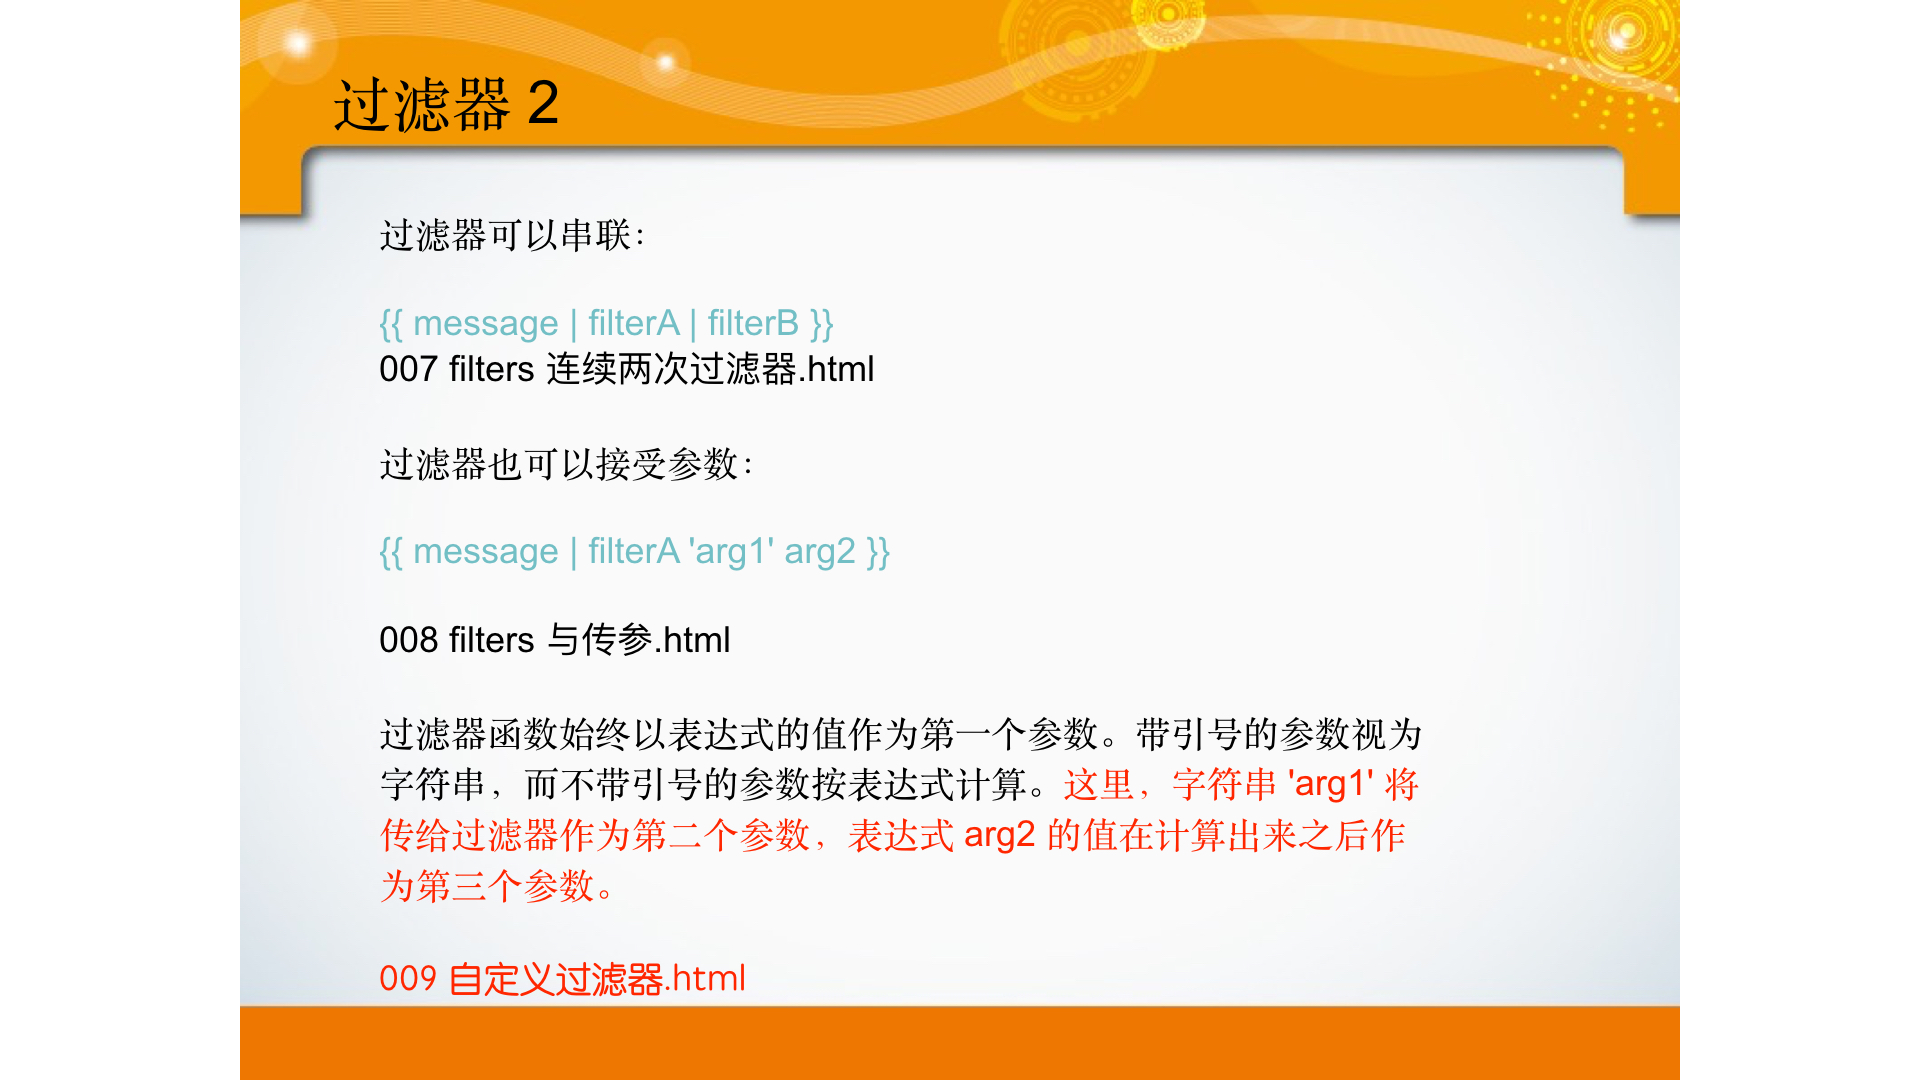 过滤器 2
过滤器可以串联：
{{ message | filterA | filterB }}
007 filters 连续两次过滤器.html
过滤器也可以接受参数：
{{ message | filterA 'arg1' arg2 }}
008 filters 与传参.html
过滤器函数始终以表达式的值作为第一个参数。带引号的参数视为
字符串，而不带引号的参数按表达式计算。这里，字符串 'arg1' 将
传给过滤器作为第二个参数，表达式 arg2 的值在计算出来之后作
为第三个参数。
009 自定义过滤器.html